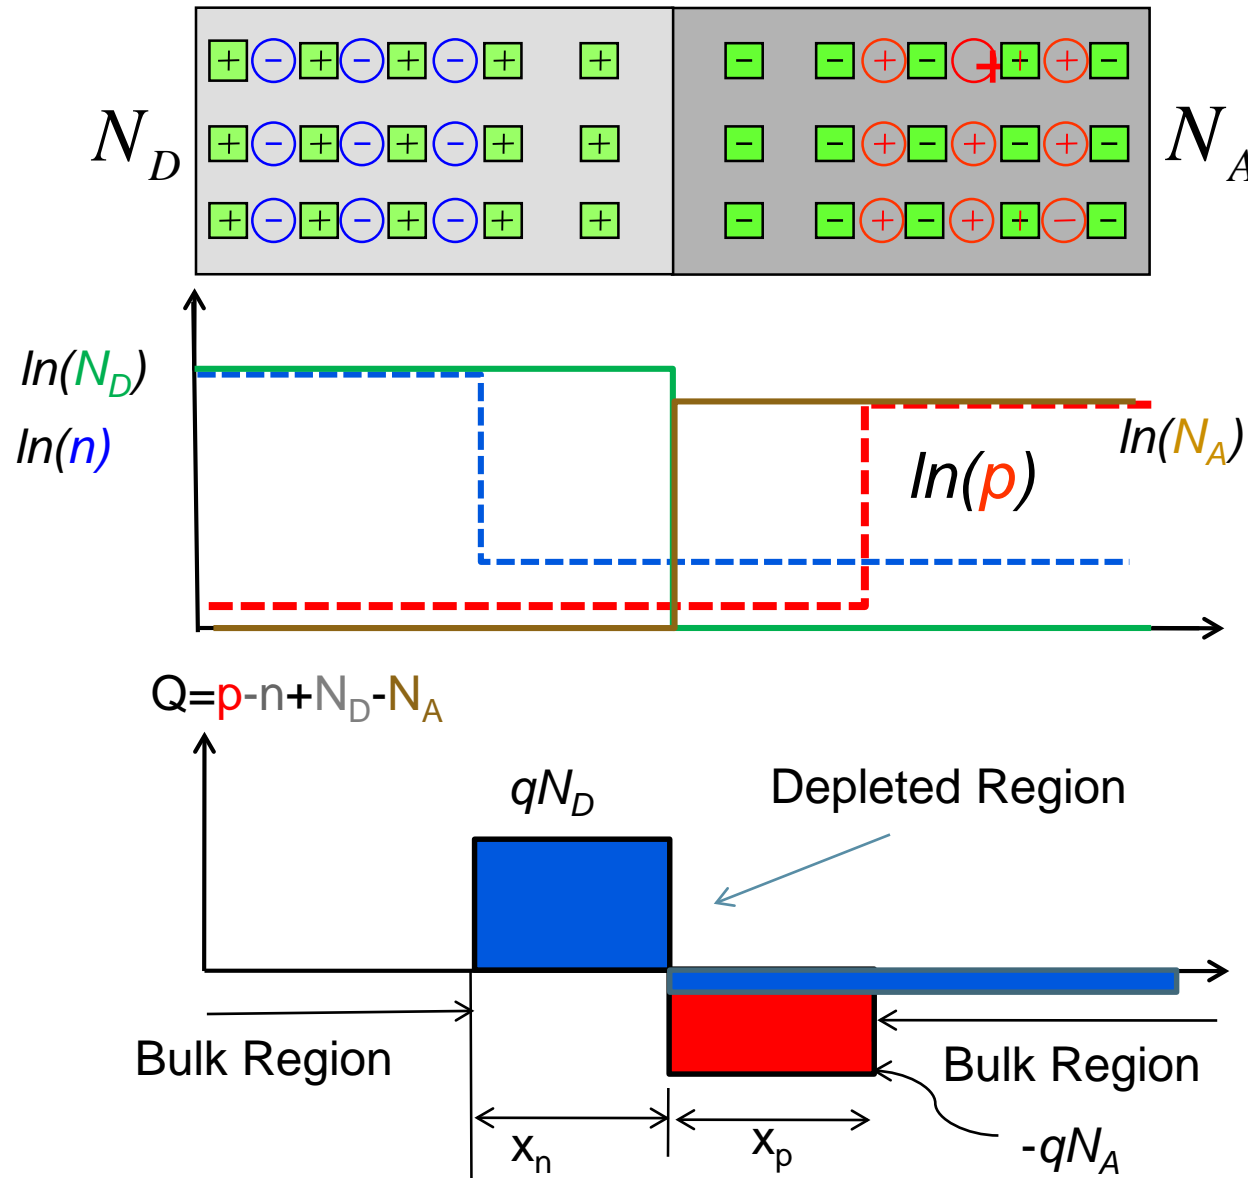 + - + - + - + + - - + - + + - + -
N_D + - + - + - + + - - + - + - + - N_A
+ - + - + - + + - - + - + + - -
ln(N_D)
ln(n)
ln(N_A)
ln(p)
Q=p-n+N_D-N_A
qN_D
Depleted Region
Bulk Region
Bulk Region
x_n
x_p
-qN_A